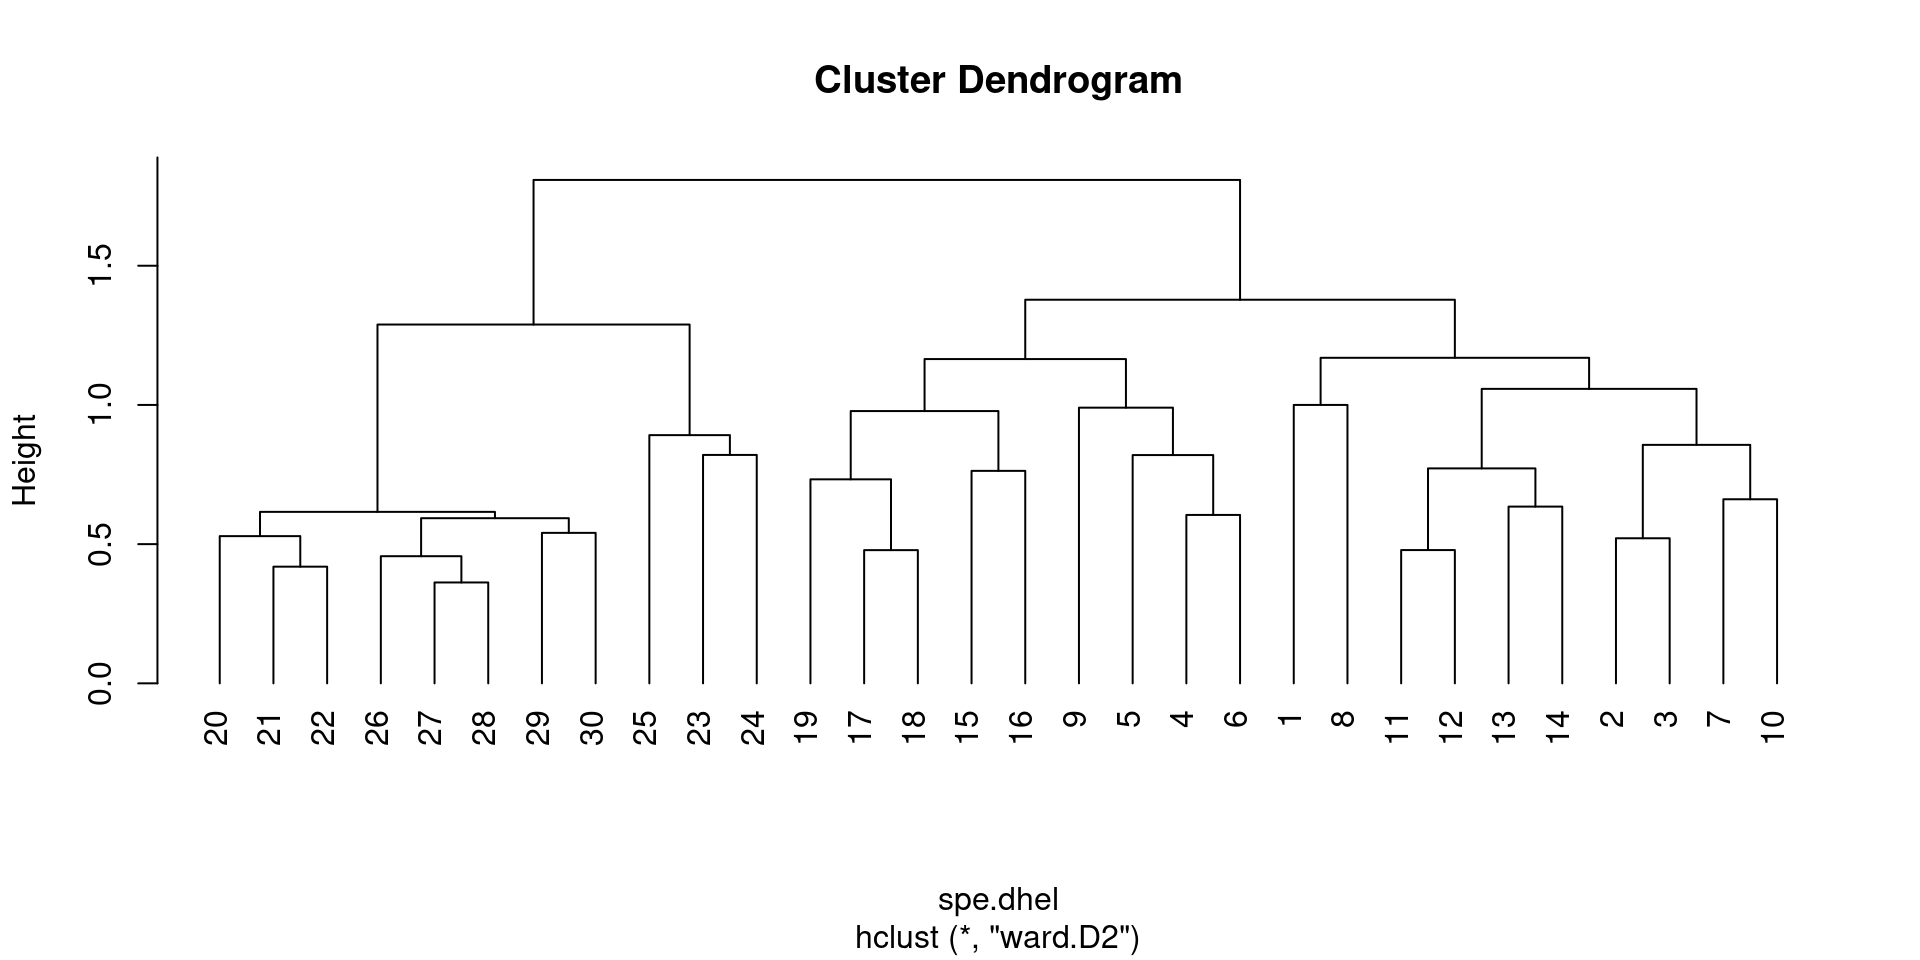 Cluster Dendrogram
Height
1.5
1.0
0.5
0.0
20 21 22 26 27 28 29 30 25 23 24 19 17 18 15 16 9 5 4 6 1 8 11 12 13 14 2 3 7 10
spe.dhel
hclust (*, "ward.D2")